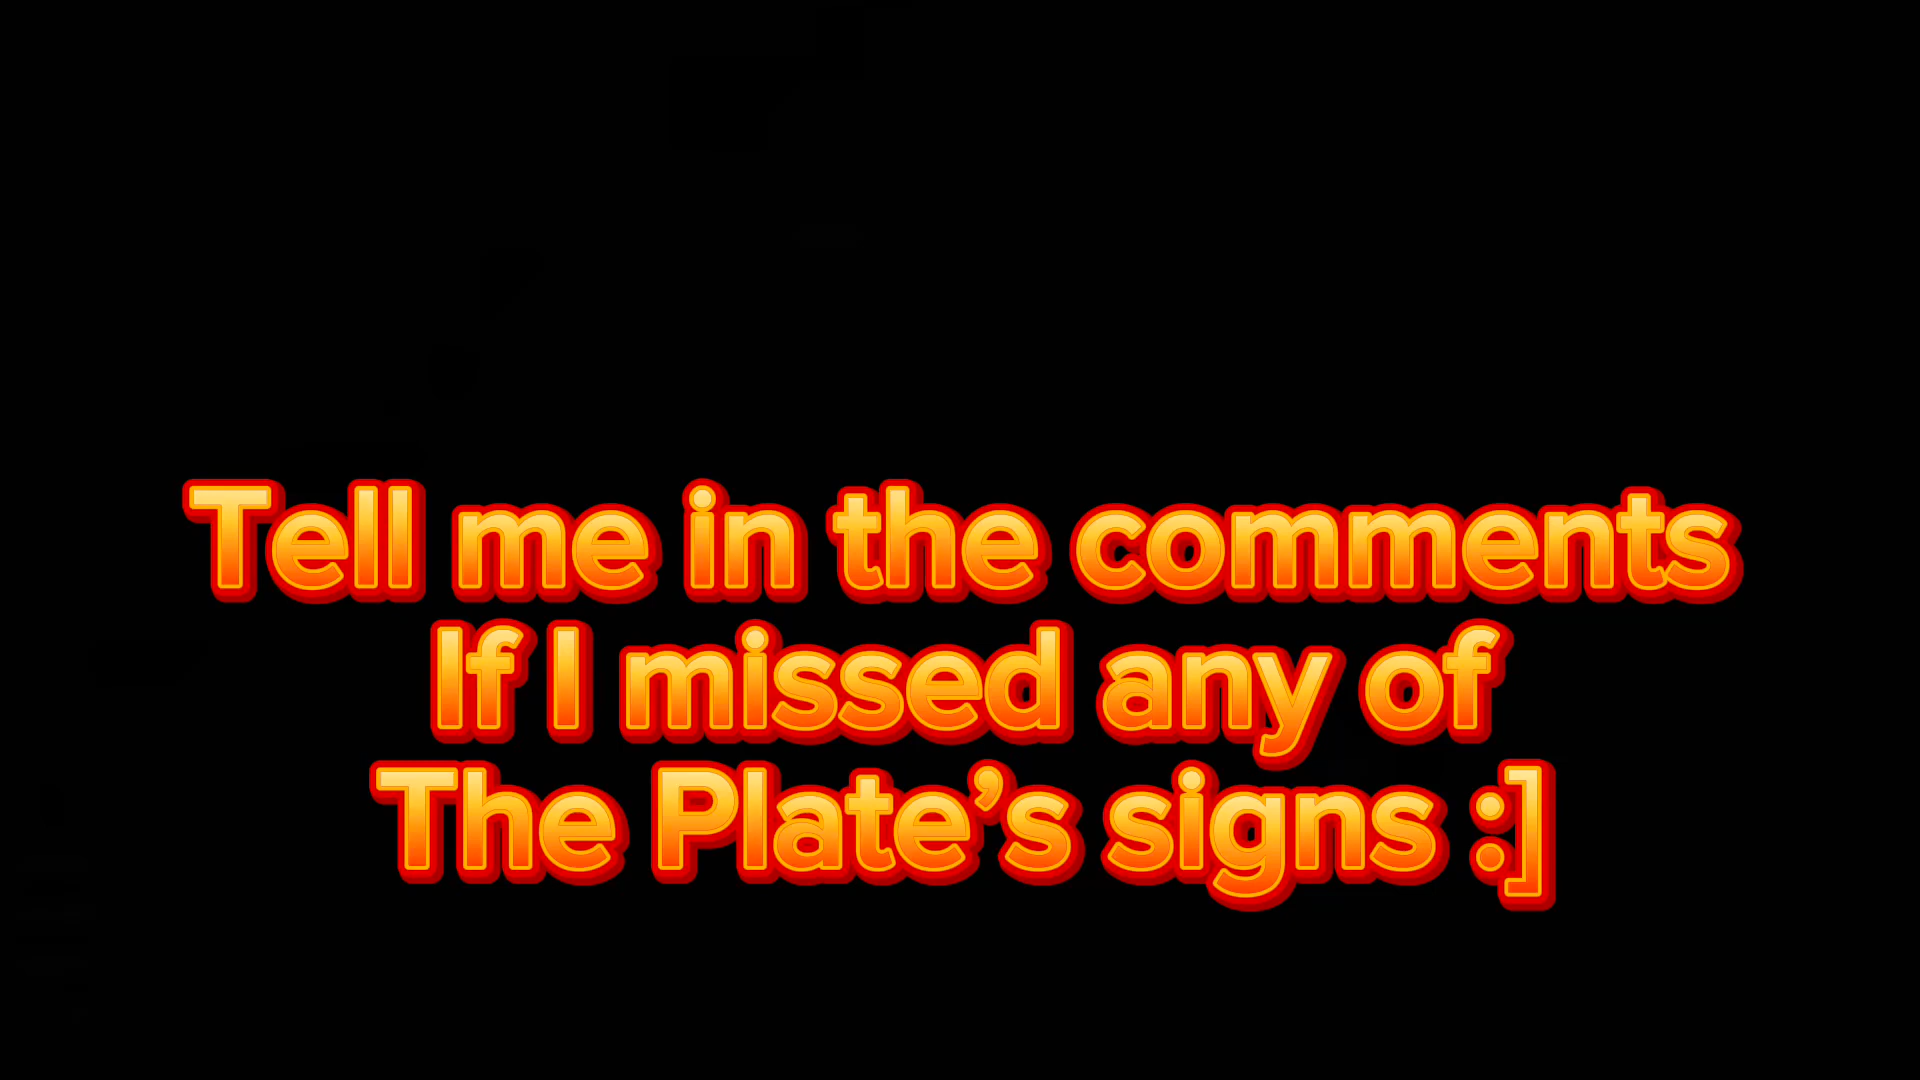 Tell me in the comments
If I missed any of
The Plate’s signs :]